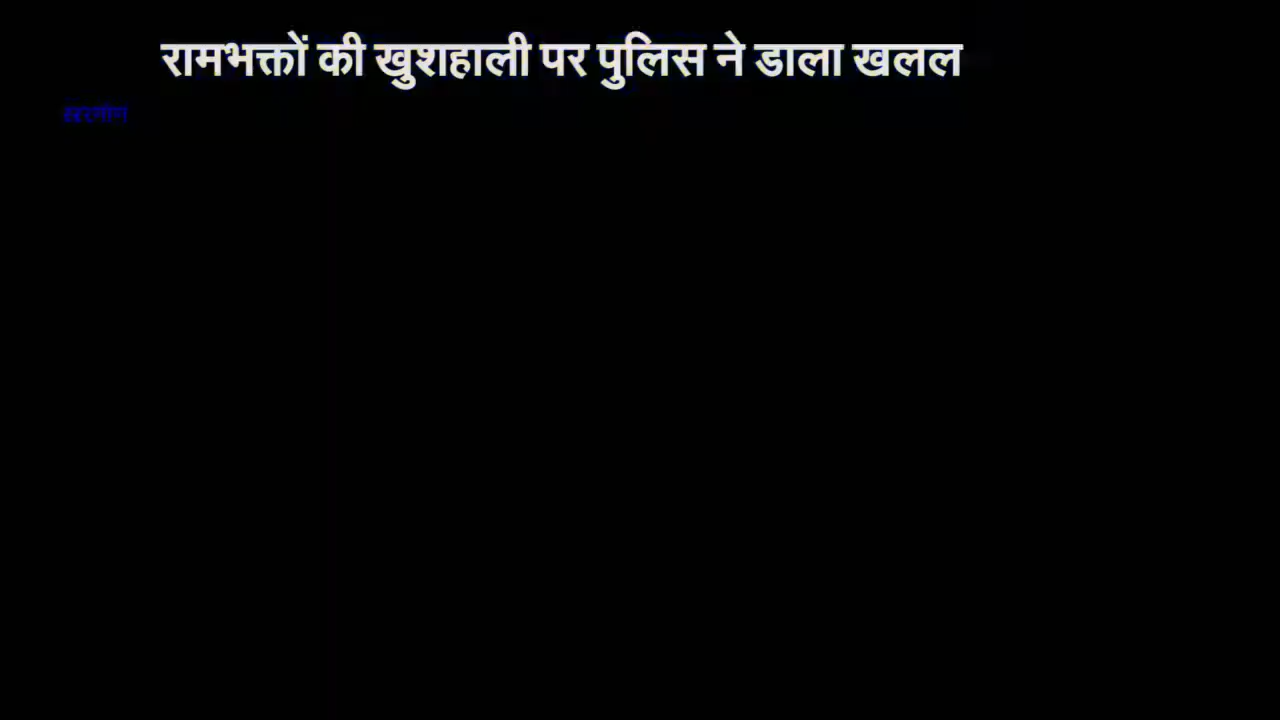 रामभक्तों की खुशहाली पर पुलिस ने डाला खलल